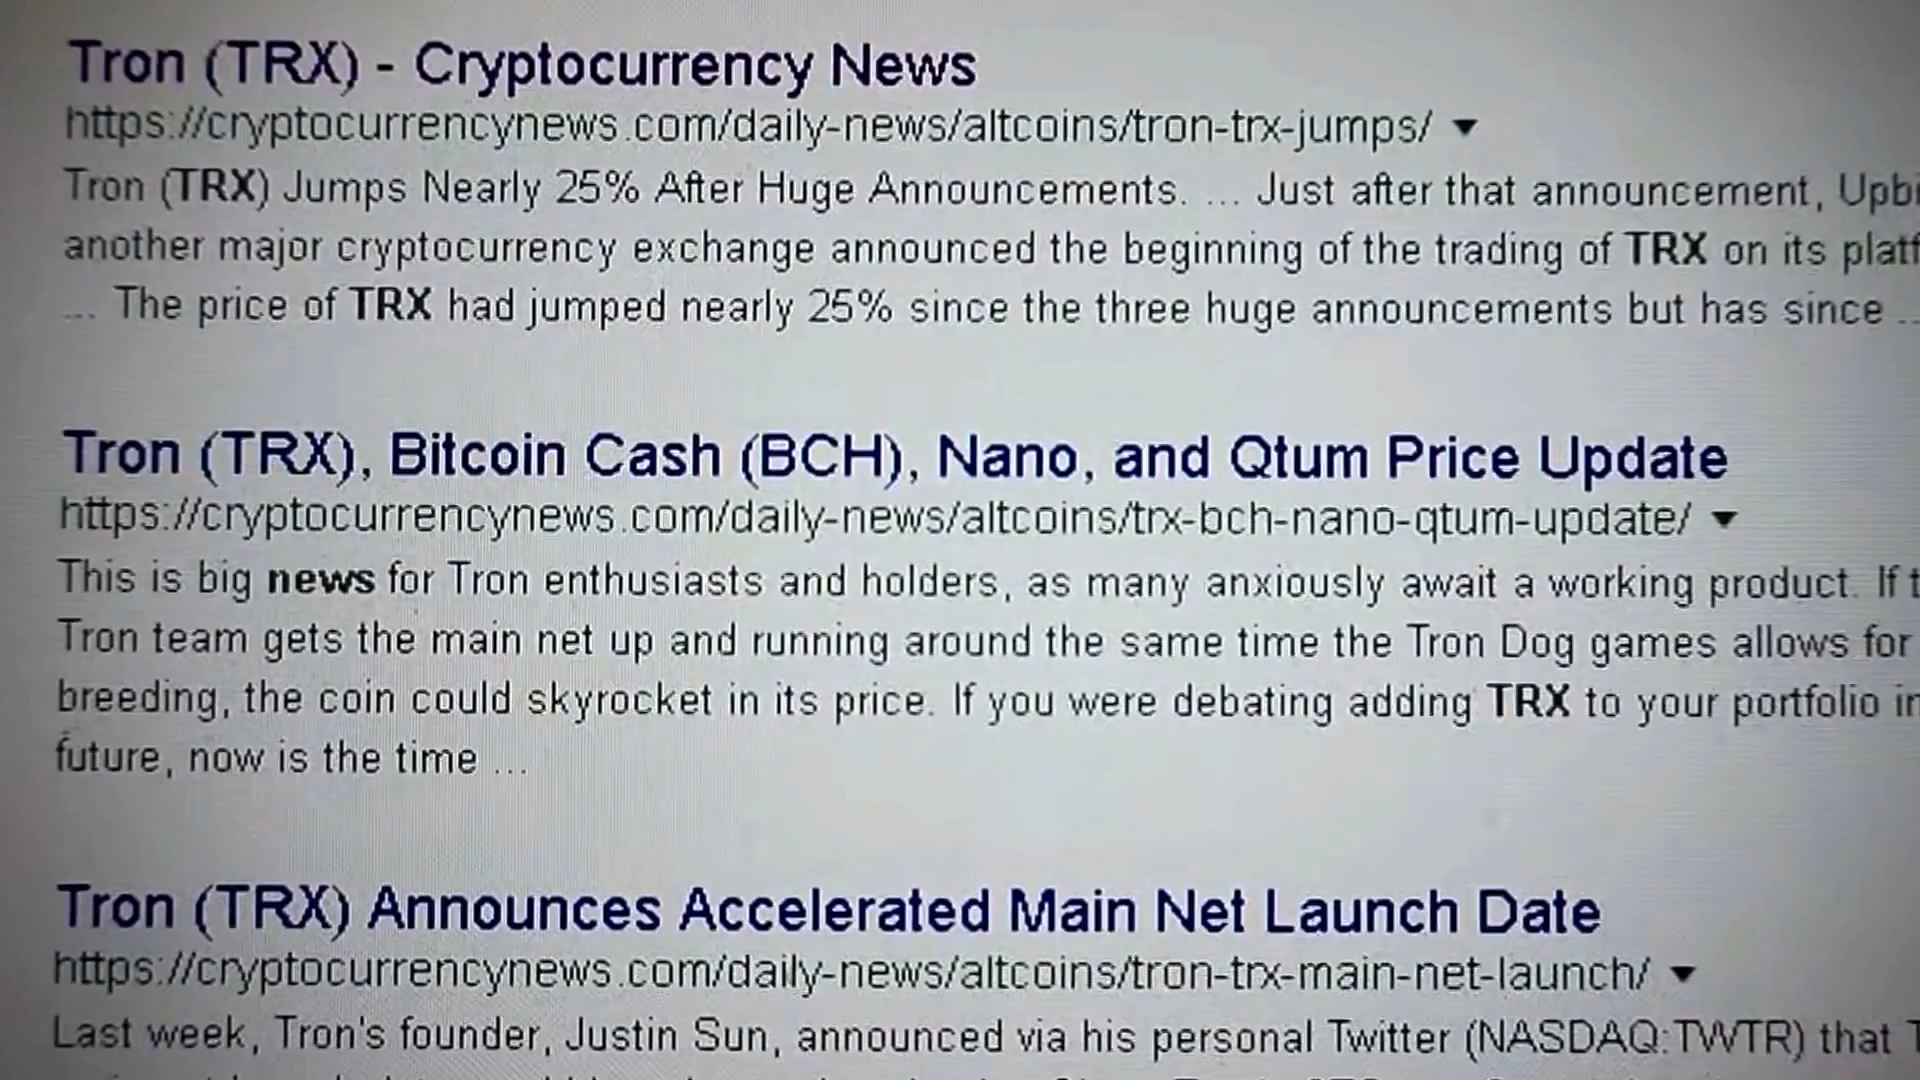 Tron (TRX) - Cryptocurrency News
https://cryptocurrencynews.com/daily-news/altcoins/tron-trx-jumps/
Tron (TRX) Jumps Nearly 25% After Huge Announcements. ... Just after that announcement,
another major cryptocurrency exchange announced the beginning of the trading of TRX on its
... The price of TRX had jumped nearly 25% since the three huge announcements but has since ...
Tron (TRX), Bitcoin Cash (BCH), Nano, and Qtum Price Update
https://cryptocurrencynews.com/daily-news/altcoins/trx-bch-nano-qtum-update/
This is big news for Tron enthusiasts and holders, as many anxiously await a working product. If
Tron team gets the main net up and running around the same time the Tron Dog games allows for
breeding, the coin could skyrocket in its price. If you were debating adding TRX to your portfolio
future, now is the time ...
Tron (TRX) Announces Accelerated Main Net Launch Date
https://cryptocurrencynews.com/daily-news/altcoins/tron-trx-main-net-launch/
Last week, Tron's founder, Justin Sun, announced via his personal Twitter (NASDAQ:TWTR) that